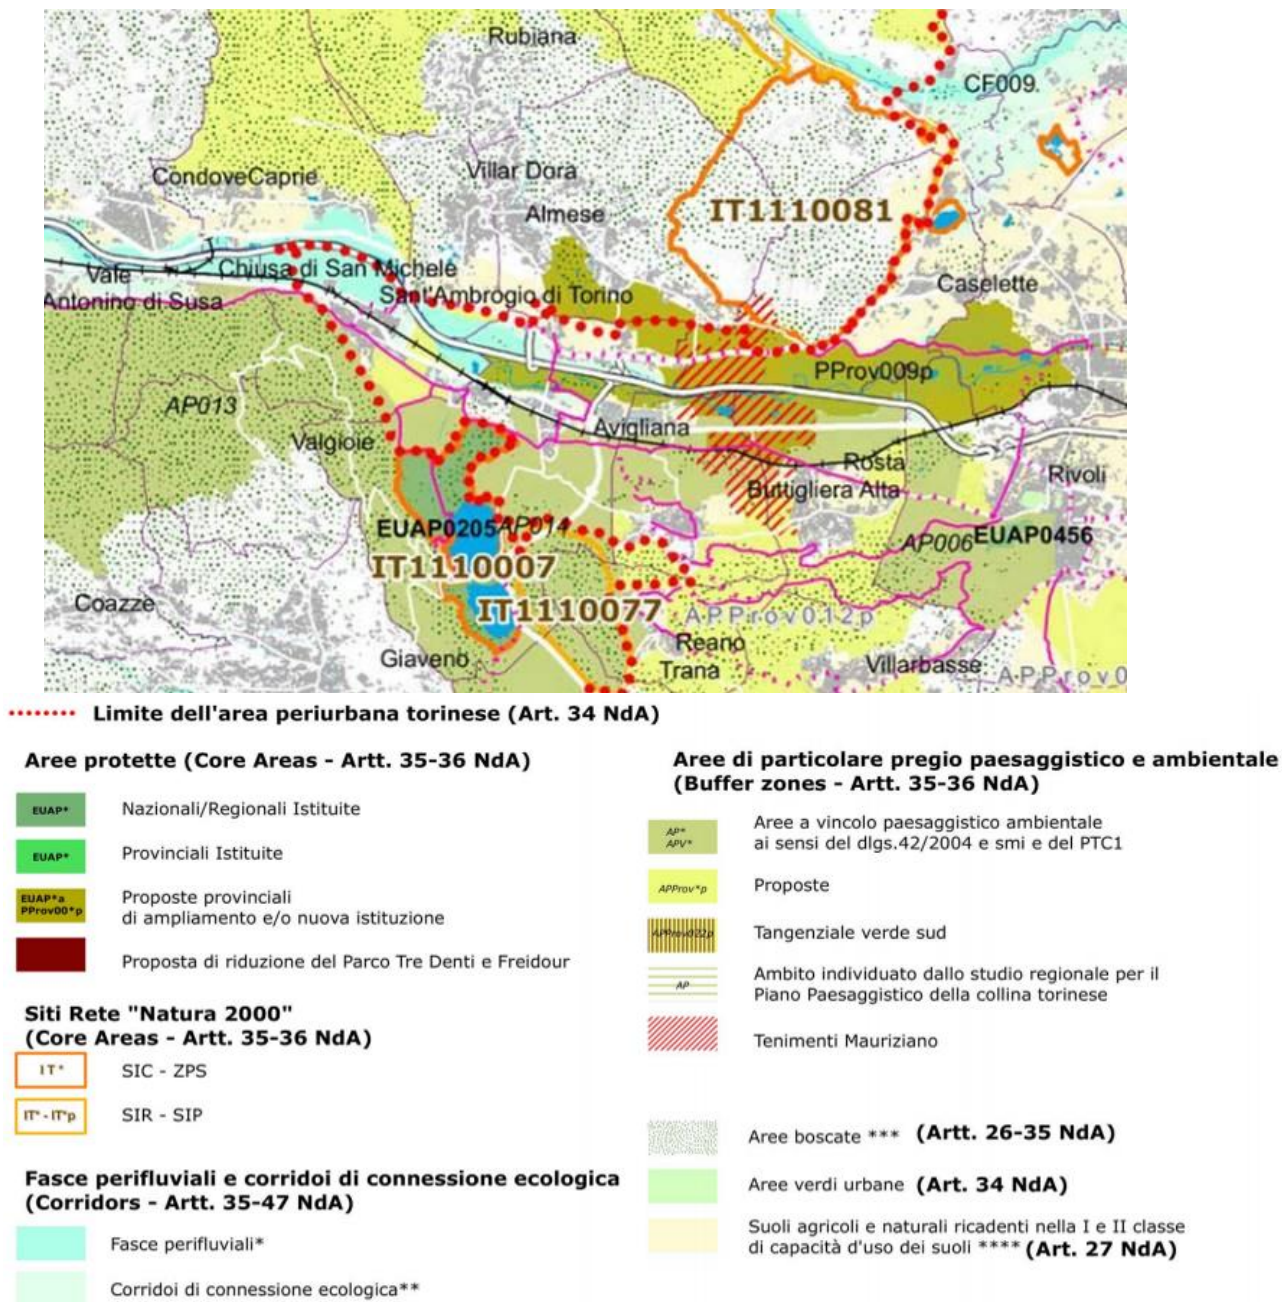 Rubiana
CF009.
CondoveCaprie
Villar Dora
Almese
IT1110081
Vaie
Chiusa di San Michele
Antonino di Susa
Sant'Ambrogio di Torino
Caselette
PProv009p
AP013
Valgioie
Avigliana
Rosta
Buttigliera Alta
Rivoli
EUAP0205
AP014
AP006
EUAP0456
IT1110007
IT1110077
APProv012p
Coazze
Giaveno
Reano
Trana
Villarbasse
APProv0
Limite dell'area periurbana torinese (Art. 34 NdA)
Aree protette (Core Areas - Artt. 35-36 NdA)
EUAP*
Nazionali/Regionali Istituite
EUAP*
Provinciali Istituite
EUAP*a
PProv00*p
Proposte provinciali
di ampliamento e/o nuova istituzione
Proposta di riduzione del Parco Tre Denti e Freidour
Siti Rete "Natura 2000"
(Core Areas - Artt. 35-36 NdA)
IT*
SIC - ZPS
IT* - IT*p
SIR - SIP
Fasce perifluviali e corridoi di connessione ecologica
(Corridors - Artt. 35-47 NdA)
Fasce perifluviali*
Corridoi di connessione ecologica**
Aree di particolare pregio paesaggistico e ambientale
(Buffer zones - Artt. 35-36 NdA)
AP*
APV*
Aree a vincolo paesaggistico ambientale
ai sensi del dlgs.42/2004 e smi e del PTC1
APProv*p
Proposte
APProv022p
Tangenziale verde sud
AP
Ambito individuato dallo studio regionale per il
Piano Paesaggistico della collina torinese
Tenimenti Mauriziano
Aree boscate *** (Artt. 26-35 NdA)
Aree verdi urbane (Art. 34 NdA)
Suoli agricoli e naturali ricadenti nella I e II classe
di capacità d'uso dei suoli **** (Art. 27 NdA)